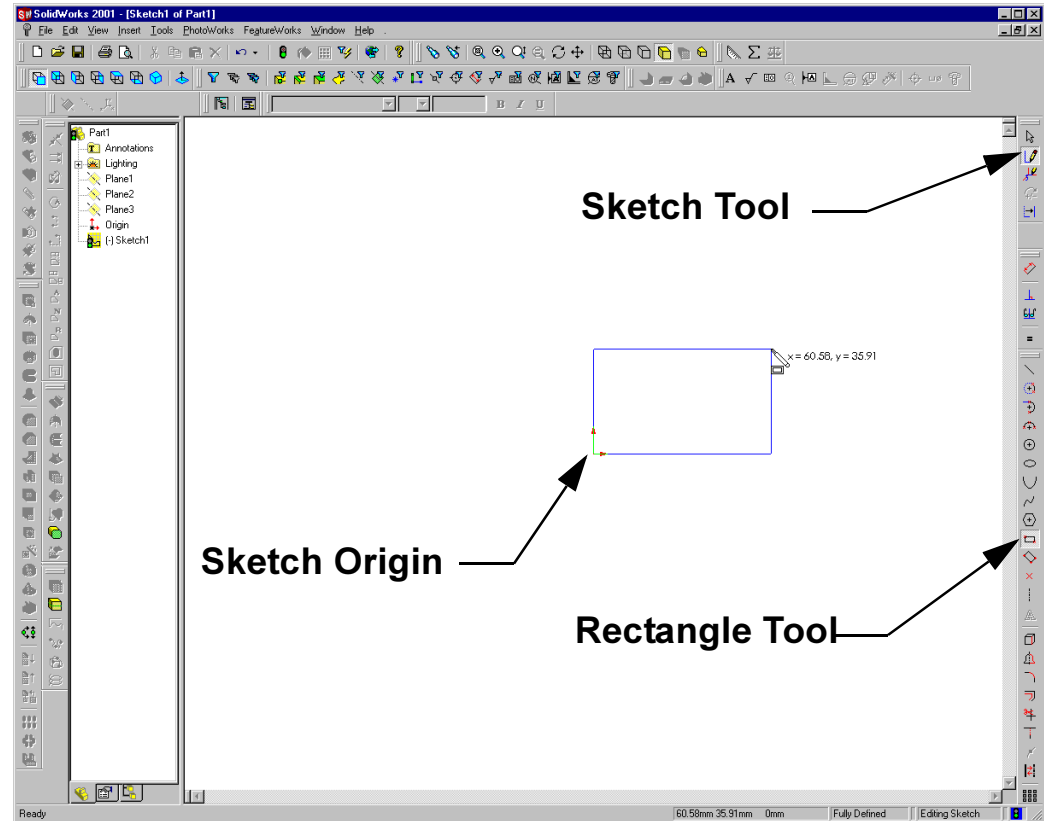 SolidWorks 2001 - [Sketch1 of Part1]
File Edit View Insert Tools PhotoWorks FeatureWorks Window Help
B I U
Part1
Annotations
Lighting
Plane1
Plane2
Plane3
Origin
(-) Sketch1
Sketch Tool
x = 60.58, y = 35.91
Sketch Origin
Rectangle Tool
Ready
60.58mm 35.91mm 0mm Fully Defined Editing Sketch